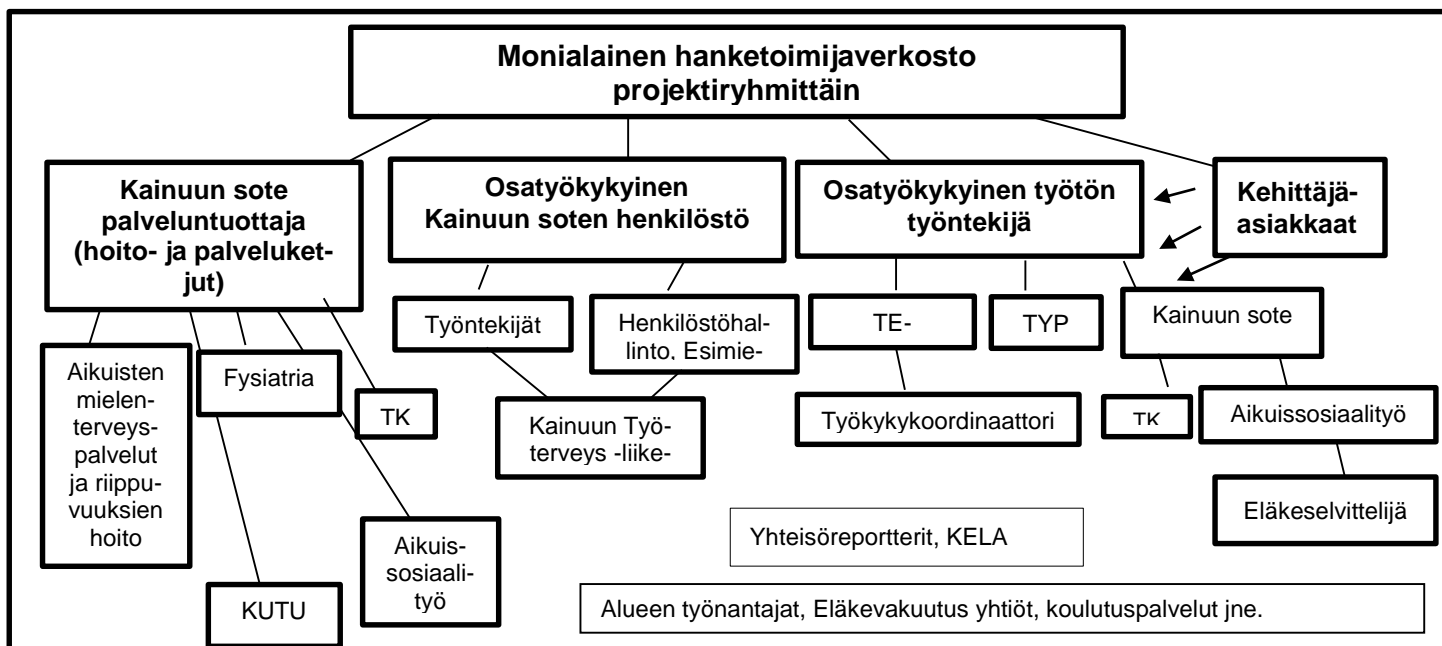 Monialainen hanketoimijaverkosto
projektiryhmittäin
Kainuun sote
palveluntuottaja
(hoito- ja palveluket-
jut)
Osatyökykyinen
Kainuun soten henkilöstö
Osatyökykyinen työtön
työntekijä
Kehittäjä-
asiakkaat
Työntekijät
Henkilöstöhal-
linto, Esimie-
TE-
TYP
Kainuun sote
Aikuisten
mielen-
terveys-
palvelut
ja riippu-
vuuksien
hoito
Fysiatria
TK
Kainuun Työ-
terveys -liike-
Työkykykoordinaattori
TK
Aikuissosiaalityö
Eläkeselvittelijä
KUTU
Aikuis-
sosiaali-
työ
Yhteisöreportterit, KELA
Alueen työnantajat, Eläkevakuutus yhtiöt, koulutuspalvelut jne.